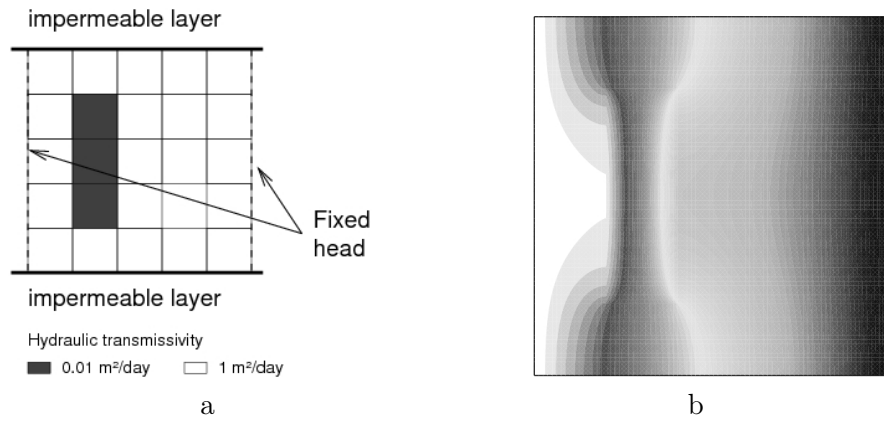 impermeable layer
Fixed
head
impermeable layer
Hydraulic transmissivity
0.01 m²/day 1 m²/day
a b